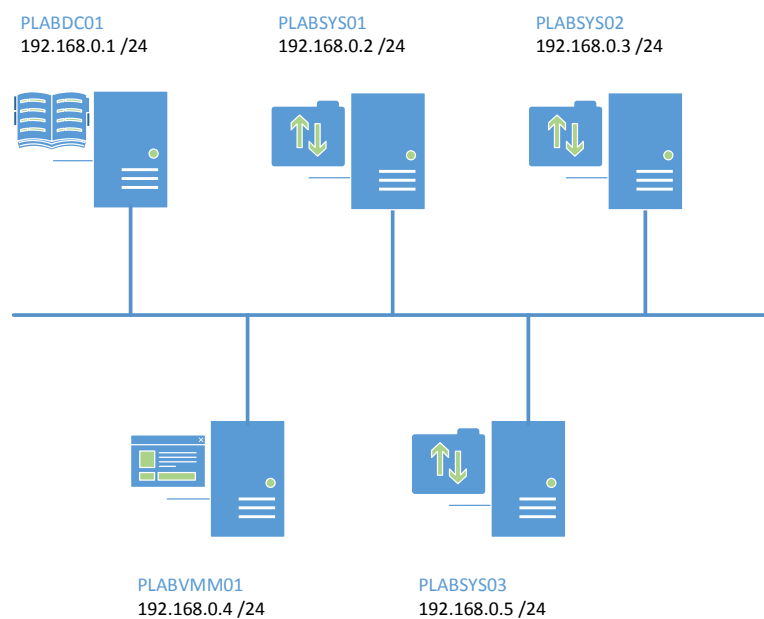 PLABDC01
192.168.0.1 /24
PLABSYS01
192.168.0.2 /24
PLABSYS02
192.168.0.3 /24
PLABVMM01
192.168.0.4 /24
PLABSYS03
192.168.0.5 /24